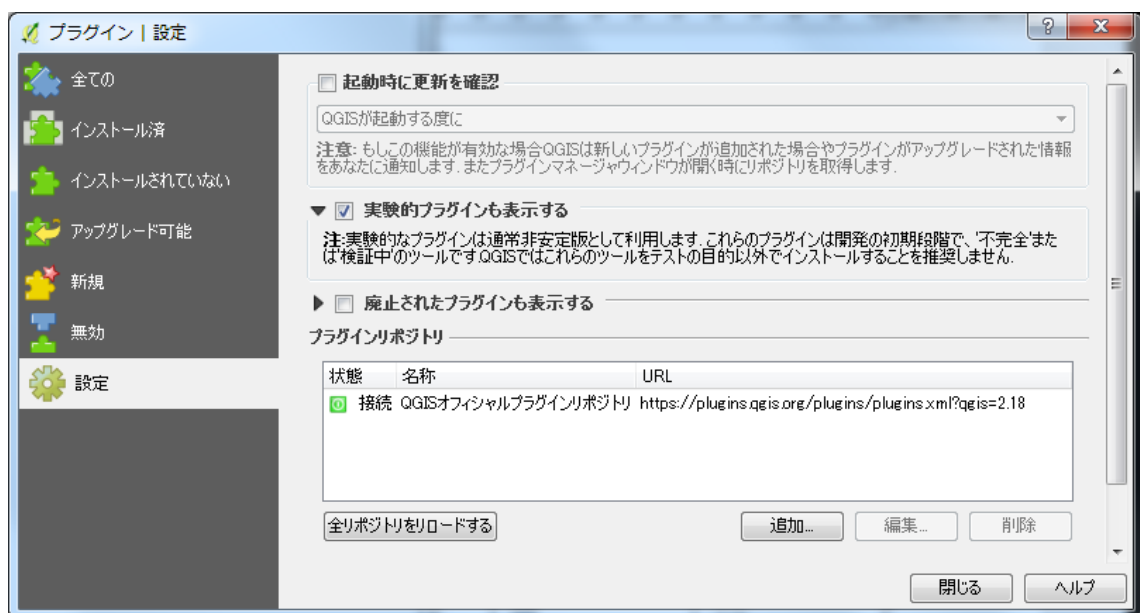 プラグイン | 設定
全ての
インストール済
インストールされていない
アップグレード可能
新規
無効
設定
起動時に更新を確認
QGISが起動する度に
注意: もしこの機能が有効な場合QGISは新しいプラグインが追加された場合やプラグインがアップグレードされた情報
をあなたに通知します. またプラグインマネージャウィンドウが開く時にリポジトリを取得します.
実験的プラグインも表示する
注:実験的なプラグインは通常非安定版として利用します. これらのプラグインは開発の初期段階で、'不完全'また
は'検証中'のツールです.QGISではこれらのツールをテストの目的以外でインストールすることを推奨しません.
廃止されたプラグインも表示する
プラグインリポジトリ
状態 名称 URL
接続 QGISオフィシャルプラグインリポジトリ https://plugins.qgis.org/plugins/plugins.xml?qgis=2.18
全リポジトリをリロードする 追加... 編集... 削除
閉じる ヘルプ